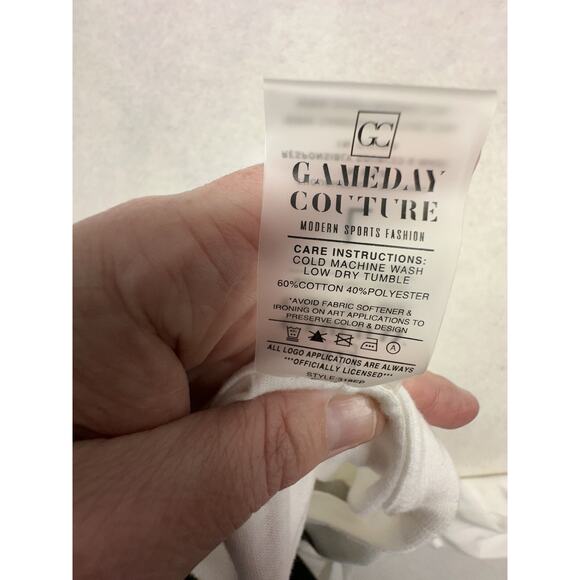 GC
GAMEDAY
COUTURE
MODERN SPORTS FASHION
CARE INSTRUCTIONS:
COLD MACHINE WASH
LOW DRY TUMBLE
60%COTTON 40%POLYESTER
*AVOID FABRIC SOFTENER &
IRONING ON ART APPLICATIONS TO
PRESERVE COLOR & DESIGN
A
ALL LOGO APPLICATIONS ARE ALWAYS
***OFFICIALLY LICENSED***
STYLE